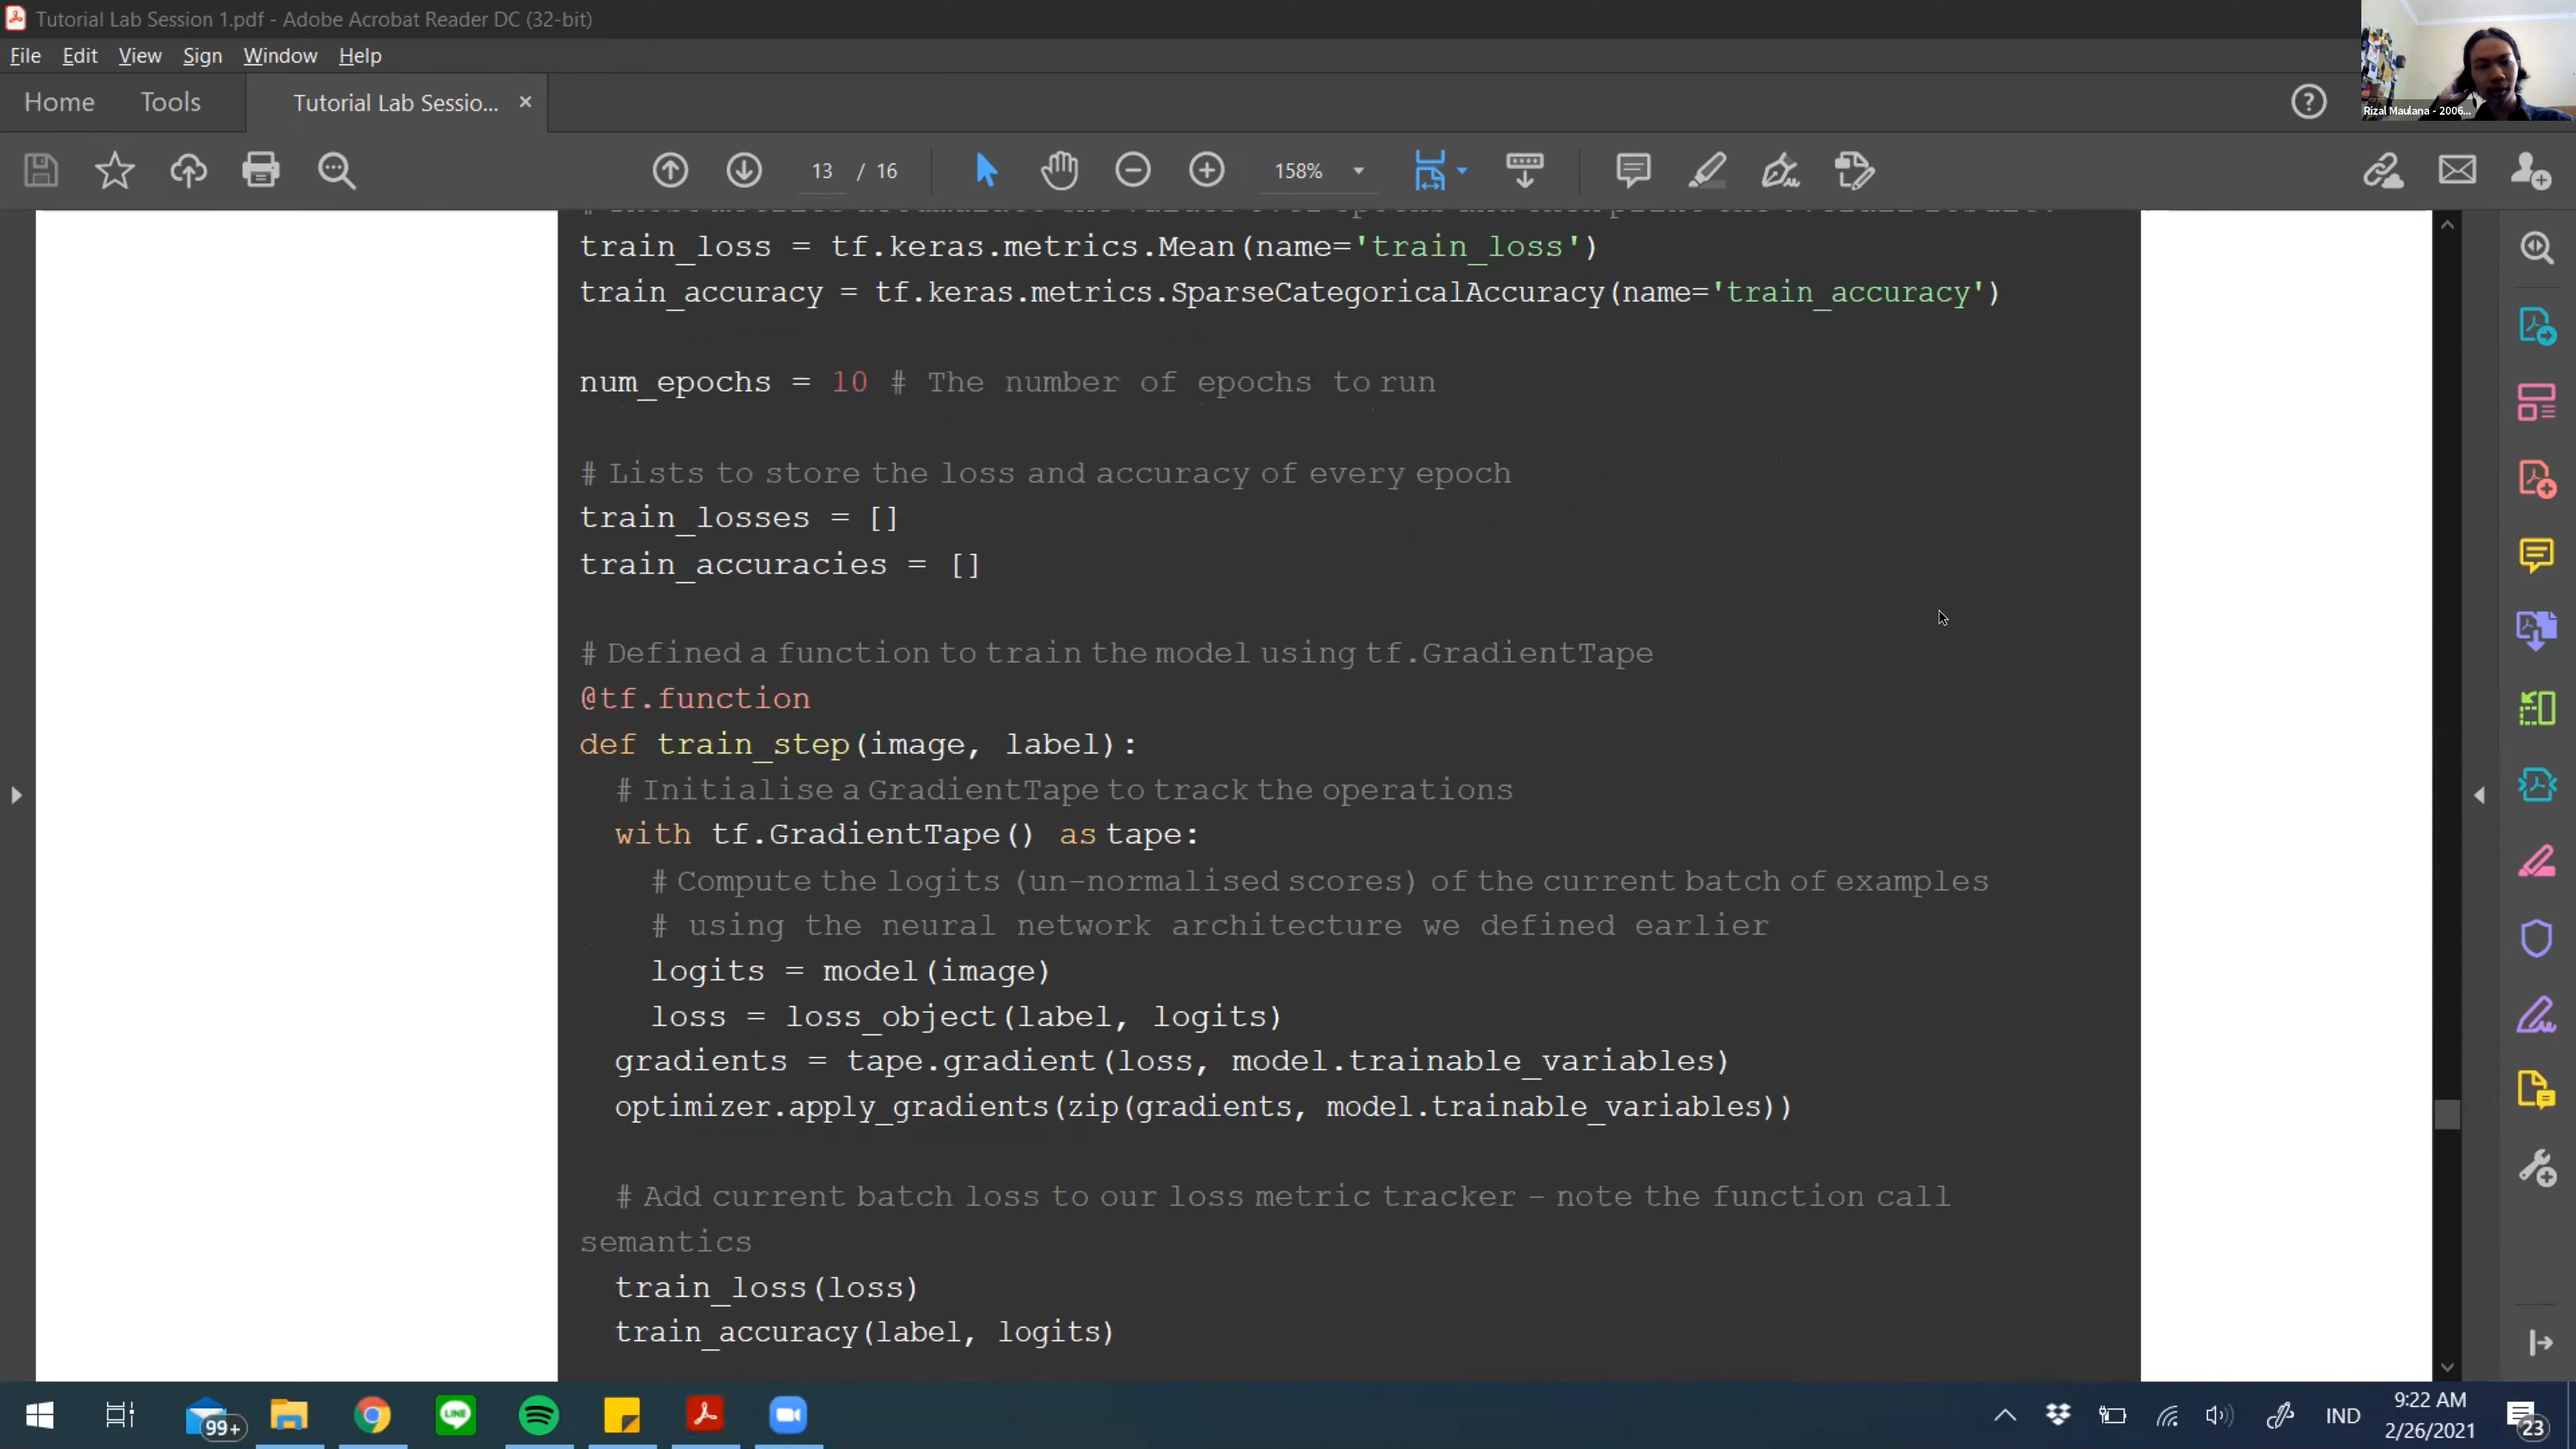 Tutorial Lab Session 1.pdf - Adobe Acrobat Reader DC (32-bit)
File Edit View Sign Window Help
Home Tools Tutorial Lab Sessio... ×
Rizal Maulana - 2006...
13 / 16 158%
train_loss = tf.keras.metrics.Mean(name='train_loss')
train_accuracy = tf.keras.metrics.SparseCategoricalAccuracy(name='train_accuracy')
num_epochs = 10 # The number of epochs to run
# Lists to store the loss and accuracy of every epoch
train_losses = []
train_accuracies = []
# Defined a function to train the model using tf.GradientTape
@tf.function
def train_step(image, label):
# Initialise a GradientTape to track the operations
with tf.GradientTape() as tape:
# Compute the logits (un-normalised scores) of the current batch of examples
# using the neural network architecture we defined earlier
logits = model(image)
loss = loss_object(label, logits)
gradients = tape.gradient(loss, model.trainable_variables)
optimizer.apply_gradients(zip(gradients, model.trainable_variables))
# Add current batch loss to our loss metric tracker - note the function call
semantics
train_loss(loss)
train_accuracy(label, logits)
99+
LINE
IND
9:22 AM
2/26/2021
23